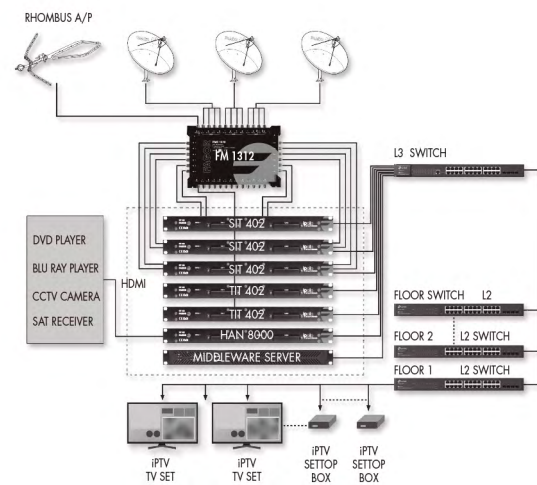 RHOMBUS A/P
FM 1312
L3 SWITCH
SIT 402
SIT 402
SIT 402
TIT 402
TIT 402
HAN 8000
MIDDLEWARE SERVER
HDMI
DVD PLAYER
BLU RAY PLAYER
CCTV CAMERA
SAT RECEIVER
FLOOR SWITCH L2
FLOOR 2 L2 SWITCH
FLOOR 1 L2 SWITCH
iPTV
TV SET
iPTV
TV SET
iPTV
SETTOP
BOX
iPTV
SETTOP
BOX